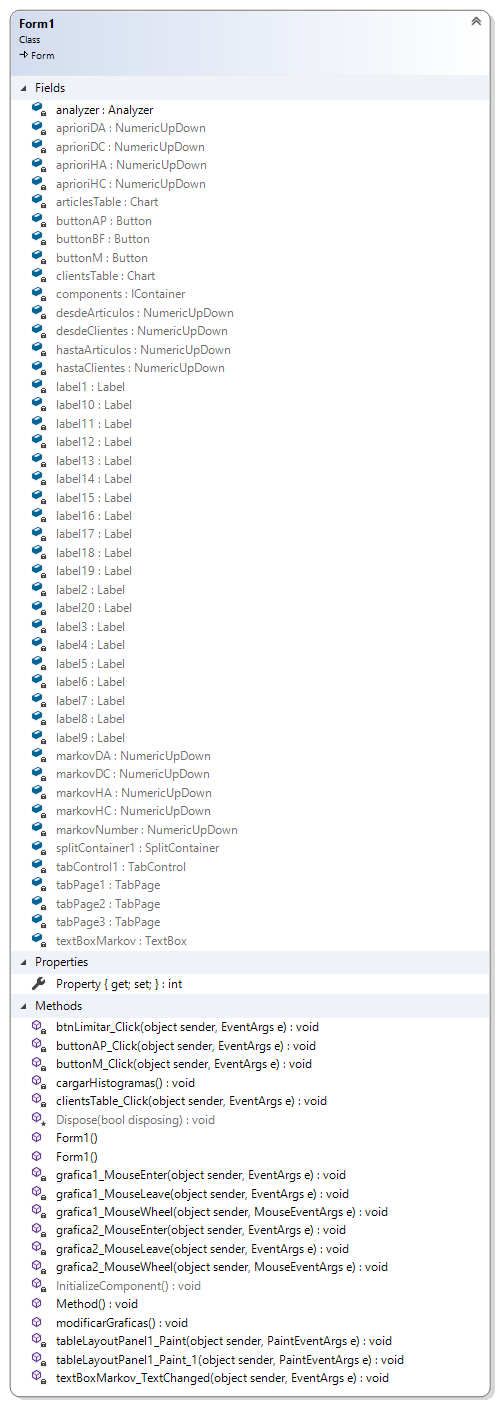 Form1
Class
Form
Fields
analyzer : Analyzer
aprioriDA : NumericUpDown
aprioriDC : NumericUpDown
aprioriHA : NumericUpDown
aprioriHC : NumericUpDown
articlesTable : Chart
buttonAP : Button
buttonBF : Button
buttonM : Button
clientsTable : Chart
components : IContainer
desdeArticulos : NumericUpDown
desdeClientes : NumericUpDown
hastaArticulos : NumericUpDown
hastaClientes : NumericUpDown
label1 : Label
label10 : Label
label11 : Label
label12 : Label
label13 : Label
label14 : Label
label15 : Label
label16 : Label
label17 : Label
label18 : Label
label19 : Label
label2 : Label
label20 : Label
label3 : Label
label4 : Label
label5 : Label
label6 : Label
label7 : Label
label8 : Label
label9 : Label
markovDA : NumericUpDown
markovDC : NumericUpDown
markovHA : NumericUpDown
markovHC : NumericUpDown
markovNumber : NumericUpDown
splitContainer1 : SplitContainer
tabControl1 : TabControl
tabPage1 : TabPage
tabPage2 : TabPage
tabPage3 : TabPage
textBoxMarkov : TextBox
Properties
Property { get; set; } : int
Methods
btnLimitar_Click(object sender, EventArgs e) : void
buttonAP_Click(object sender, EventArgs e) : void
buttonM_Click(object sender, EventArgs e) : void
cargarHistogramas() : void
clientsTable_Click(object sender, EventArgs e) : void
Dispose(bool disposing) : void
Form1()
Form1()
grafica1_MouseEnter(object sender, EventArgs e) : void
grafica1_MouseLeave(object sender, EventArgs e) : void
grafica1_MouseWheel(object sender, MouseEventArgs e) : void
grafica2_MouseEnter(object sender, EventArgs e) : void
grafica2_MouseLeave(object sender, EventArgs e) : void
grafica2_MouseWheel(object sender, MouseEventArgs e) : void
InitializeComponent() : void
Method() : void
modificarGraficas() : void
tableLayoutPanel1_Paint(object sender, PaintEventArgs e) : void
tableLayoutPanel1_Paint_1(object sender, PaintEventArgs e) : void
textBoxMarkov_TextChanged(object sender, EventArgs e) : void